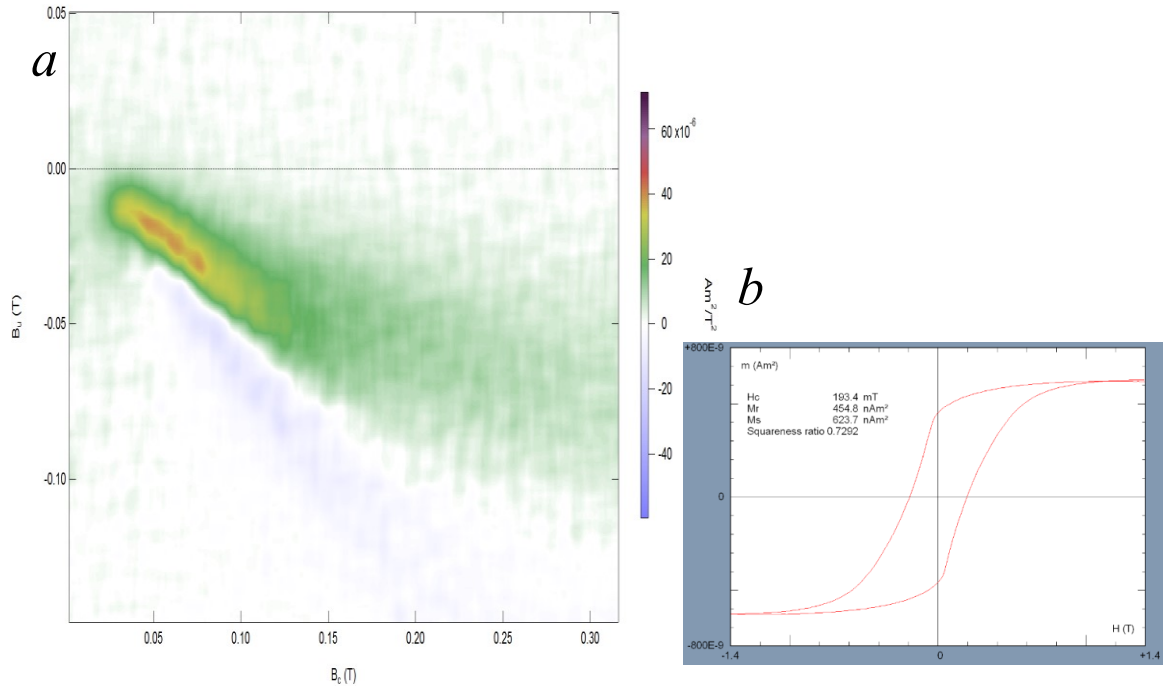 a
0.05
0.00
-0.05
-0.10
B_u (T)
0.05
0.10
0.15
0.20
0.25
0.30
B_c (T)
60 x10^-6
40
20
0
-20
-40
Am²/T²
b
+800E-9
m (Am²)
Hc 193.4 mT
Mr 454.8 nAm²
Ms 623.7 nAm²
Squareness ratio 0.7292
0
H (T)
-800E-9
-1.4
0
+1.4